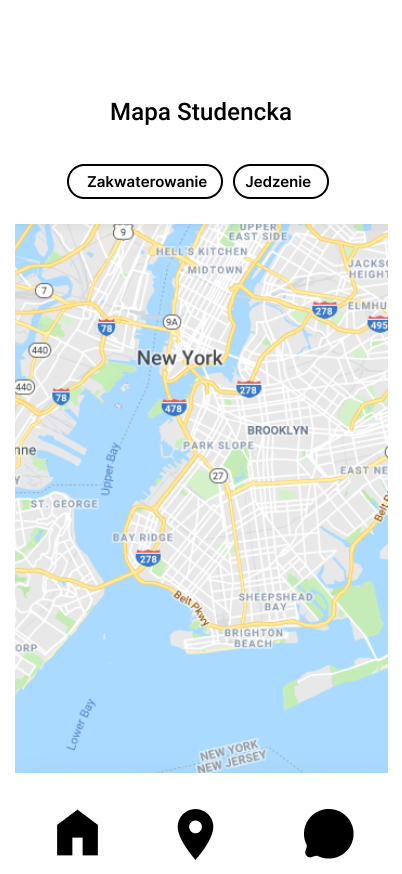 Mapa Studencka
Zakwaterowanie
Jedzenie
9
UPPER
EAST SIDE
HELL'S KITCHEN
MIDTOWN
JACKSO
HEIGHT
7
278
ELMHU
9A
78
495
440
New York
440
278
78
478
BROOKLYN
nne
PARK SLOPE
Upper Bay
27
EAST NE
Y
ST. GEORGE
Belt P
BAY RIDGE
278
Belt Pkwy
SHEEPSHEAD
BAY
BRIGHTON
BEACH
ORP
Lower Bay
NEW YORK
NEW JERSEY